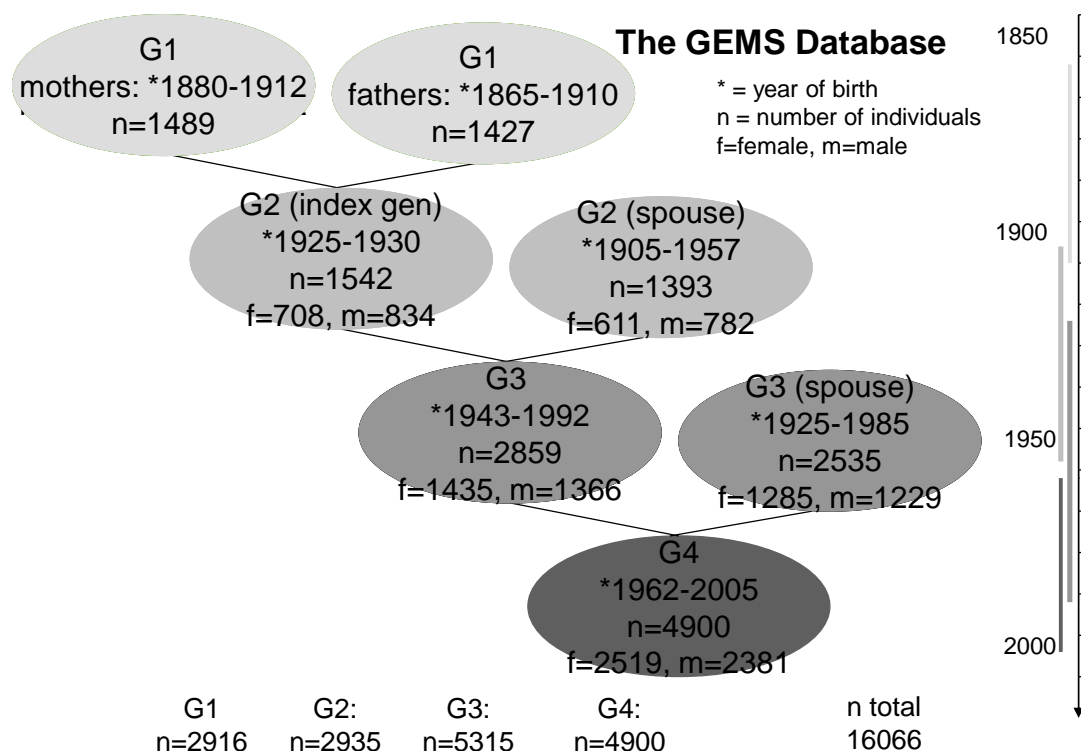 The GEMS Database
* = year of birth
n = number of individuals
f=female, m=male
G1
mothers: *1880-1912
n=1489
G1
fathers: *1865-1910
n=1427
G2 (index gen)
*1925-1930
n=1542
f=708, m=834
G2 (spouse)
*1905-1957
n=1393
f=611, m=782
G3
*1943-1992
n=2859
f=1435, m=1366
G3 (spouse)
*1925-1985
n=2535
f=1285, m=1229
G4
*1962-2005
n=4900
f=2519, m=2381
1850
1900
1950
2000
G1 G2: G3: G4: n total
n=2916 n=2935 n=5315 n=4900 16066